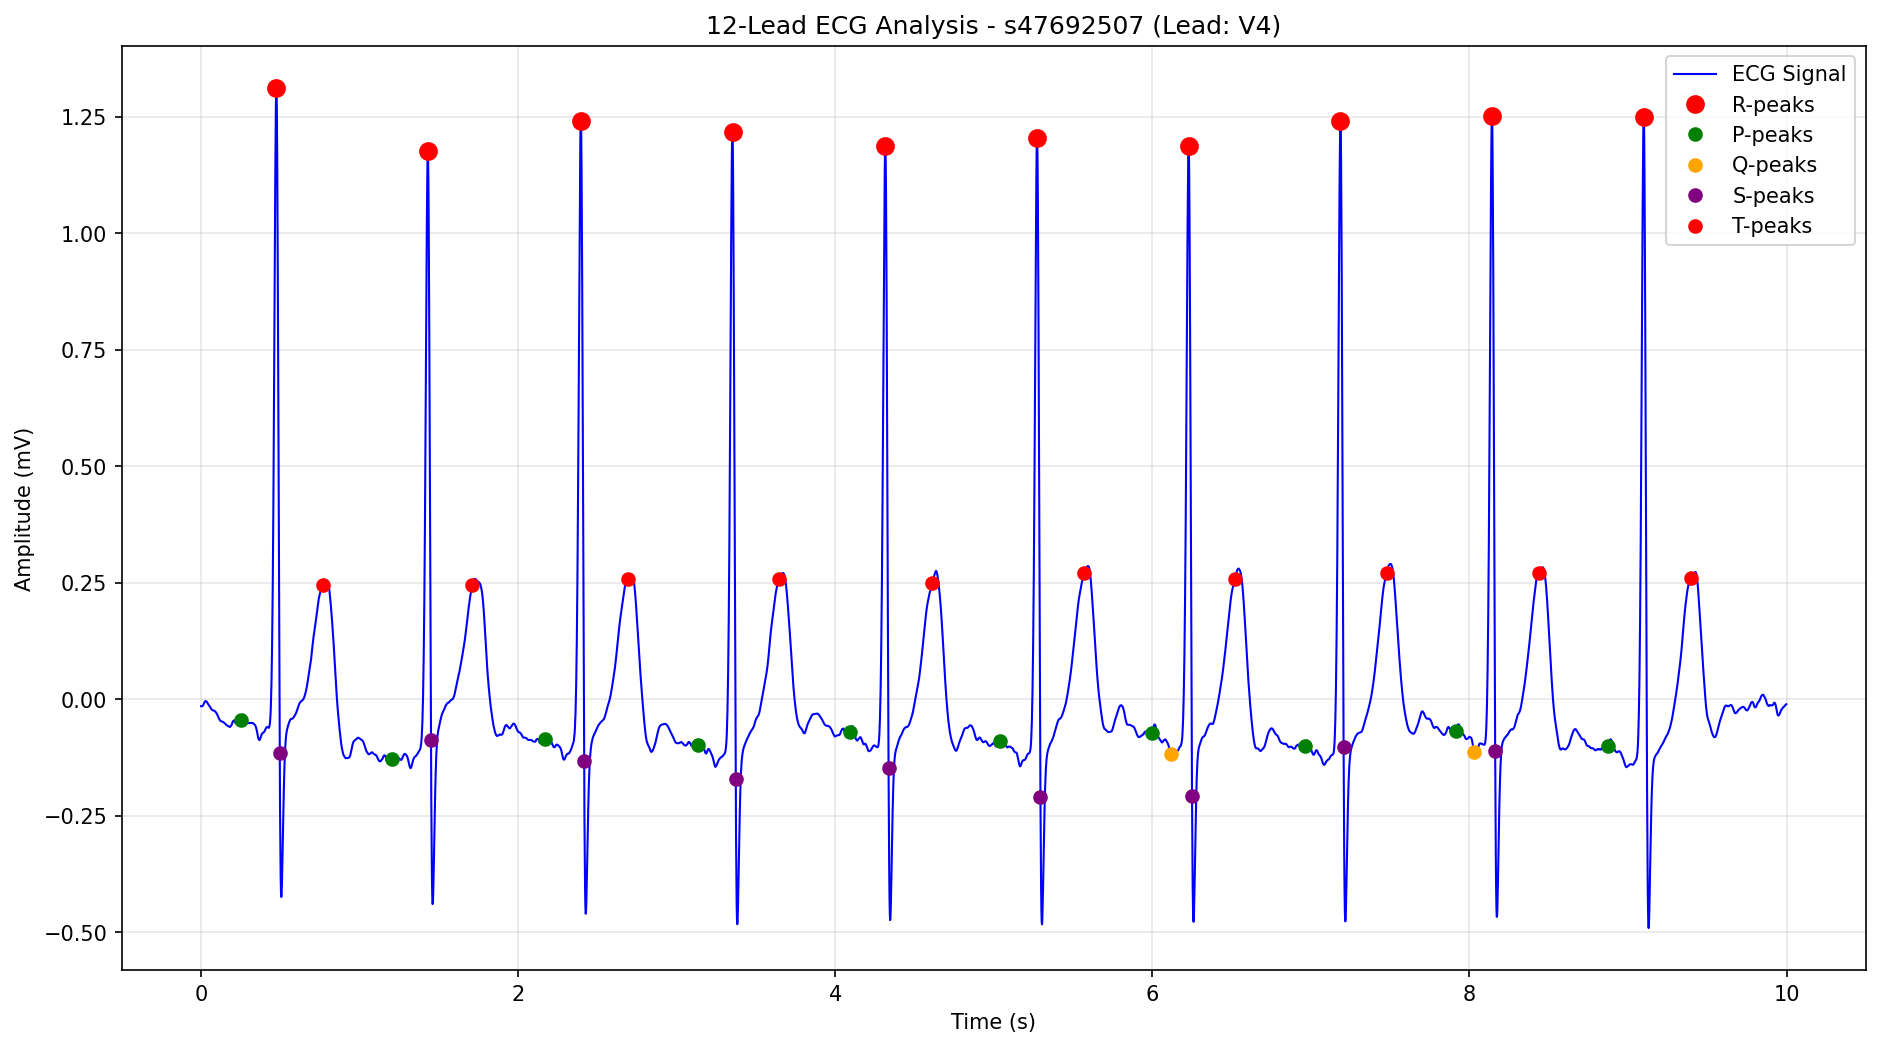 12-Lead ECG Analysis - s47692507 (Lead: V4)
ECG Signal
R-peaks
P-peaks
Q-peaks
S-peaks
T-peaks
Amplitude (mV)
1.25
1.00
0.75
0.50
0.25
0.00
−0.25
−0.50
0 2 4 6 8 10
Time (s)